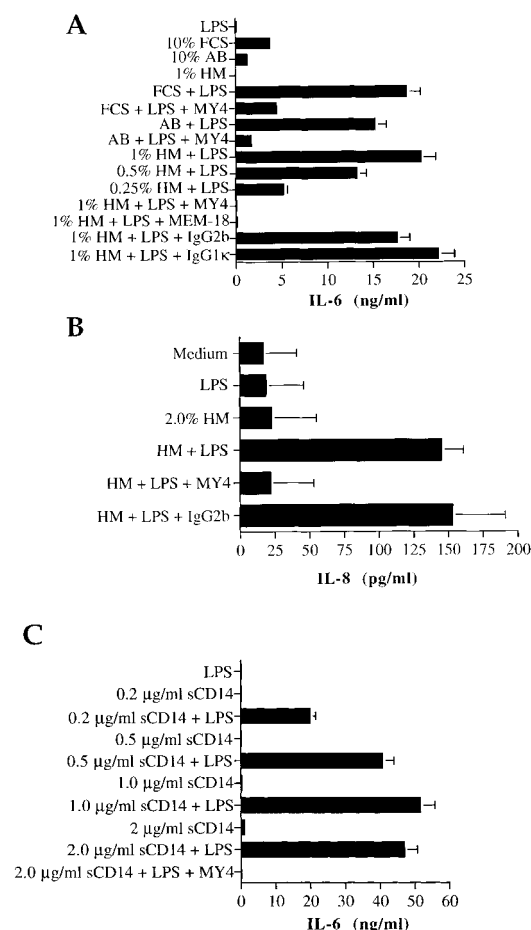 A
LPS
10% FCS
10% AB
1% HM
FCS + LPS
FCS + LPS + MY4
AB + LPS
AB + LPS + MY4
1% HM + LPS
0.5% HM + LPS
0.25% HM + LPS
1% HM + LPS + MY4
1% HM + LPS + MEM-18
1% HM + LPS + IgG2b
1% HM + LPS + IgG1κ
0 5 10 15 20 25
IL-6 (ng/ml)
B
Medium
LPS
2.0% HM
HM + LPS
HM + LPS + MY4
HM + LPS + IgG2b
0 25 50 75 100 125 150 175 200
IL-8 (pg/ml)
C
LPS
0.2 µg/ml sCD14
0.2 µg/ml sCD14 + LPS
0.5 µg/ml sCD14
0.5 µg/ml sCD14 + LPS
1.0 µg/ml sCD14
1.0 µg/ml sCD14 + LPS
2 µg/ml sCD14
2.0 µg/ml sCD14 + LPS
2.0 µg/ml sCD14 + LPS + MY4
0 10 20 30 40 50 60
IL-6 (ng/ml)